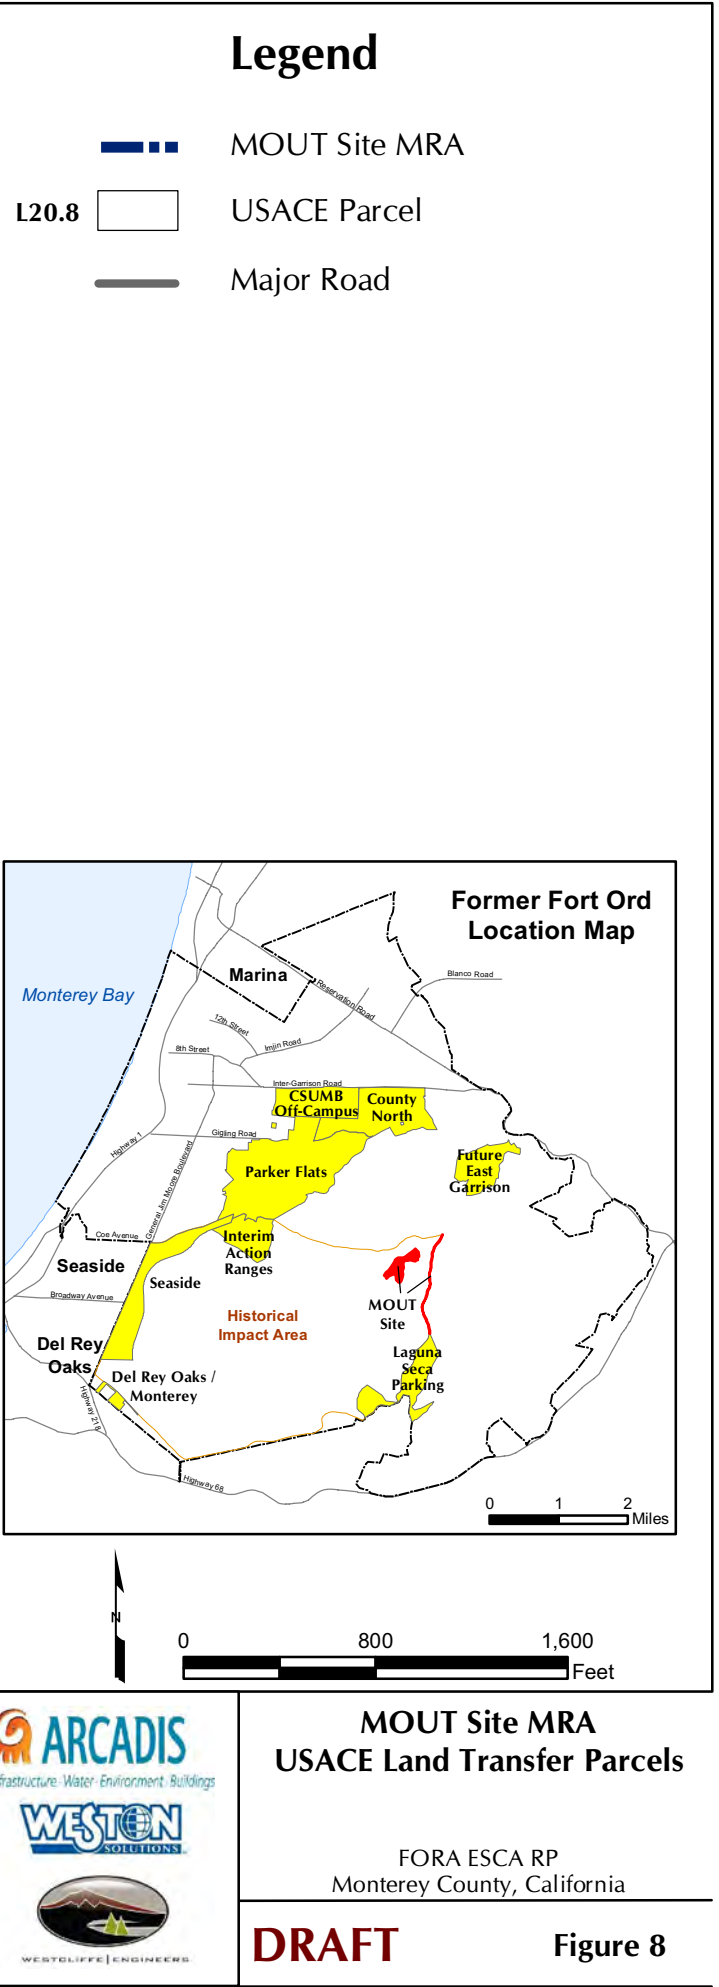 Legend
MOUT Site MRA
L20.8
USACE Parcel
Major Road
Former Fort Ord
Location Map
Monterey Bay
Marina
Blanco Road
Reservation Road
12th Street
Imjin Road
8th Street
Inter-Garrison Road
CSUMB
Off-Campus
County
North
Gigling Road
Highway 1
General Jim Moore Boulevard
Parker Flats
Future
East
Garrison
Coe Avenue
Interim
Action
Ranges
Seaside
Seaside
Broadway Avenue
MOUT
Site
Historical
Impact Area
Del Rey
Oaks
Laguna
Seca
Parking
Del Rey Oaks /
Monterey
Highway 218
Highway 68
0 1 2
Miles
N
0 800 1,600
Feet
ARCADIS
frastructure · Water · Environment · Buildings
WESTON
SOLUTIONS
WESTCLIFFE | ENGINEERS
MOUT Site MRA
USACE Land Transfer Parcels
FORA ESCA RP
Monterey County, California
DRAFT
Figure 8